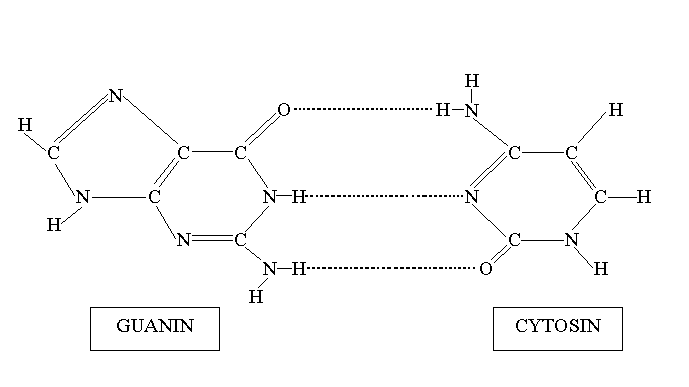 H
H N
N O H N H
H
C C C C C
N C N H N C H
H
N C C N
O
N H H
H
GUANIN CYTOSIN